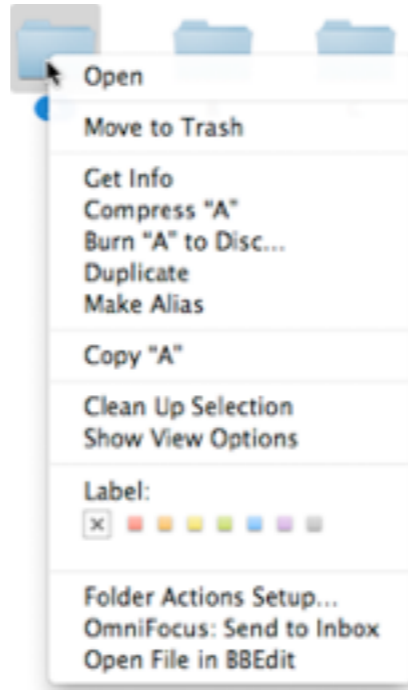 Open
Move to Trash
Get Info
Compress “A”
Burn “A” to Disc...
Duplicate
Make Alias
Copy “A”
Clean Up Selection
Show View Options
Label:
Folder Actions Setup...
OmniFocus: Send to Inbox
Open File in BBEdit